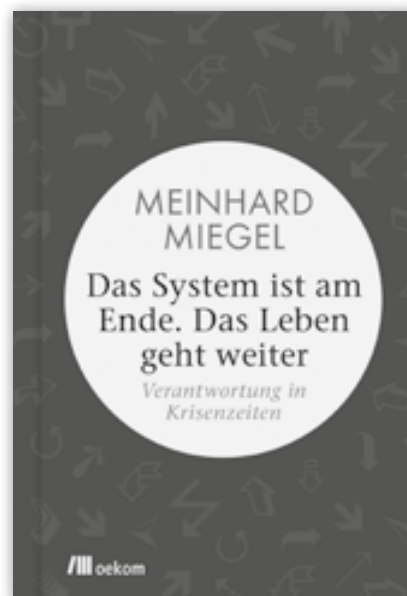 MEINHARD
MIEGEL
Das System ist am
Ende. Das Leben
geht weiter
Verantwortung in
Krisenzeiten
oekom